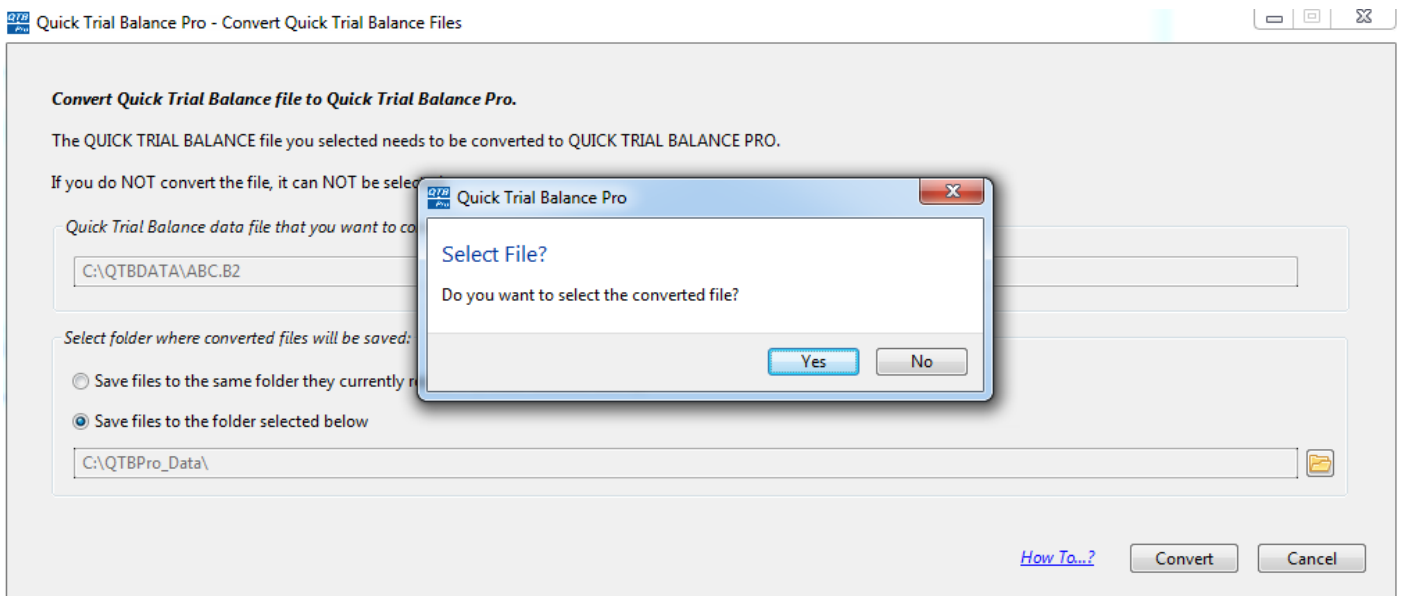 QTB
Pro
Quick Trial Balance Pro - Convert Quick Trial Balance Files
Convert Quick Trial Balance file to Quick Trial Balance Pro.
The QUICK TRIAL BALANCE file you selected needs to be converted to QUICK TRIAL BALANCE PRO.
If you do NOT convert the file, it can NOT be
QTB
Pro
Quick Trial Balance Pro
Select File?
Do you want to select the converted file?
Yes
No
Quick Trial Balance data file that you want to
C:\QTBDATA\ABC.B2
Select folder where converted files will be saved:
Save files to the same folder they currently
Save files to the folder selected below
C:\QTBPro_Data\
How To...?
Convert
Cancel